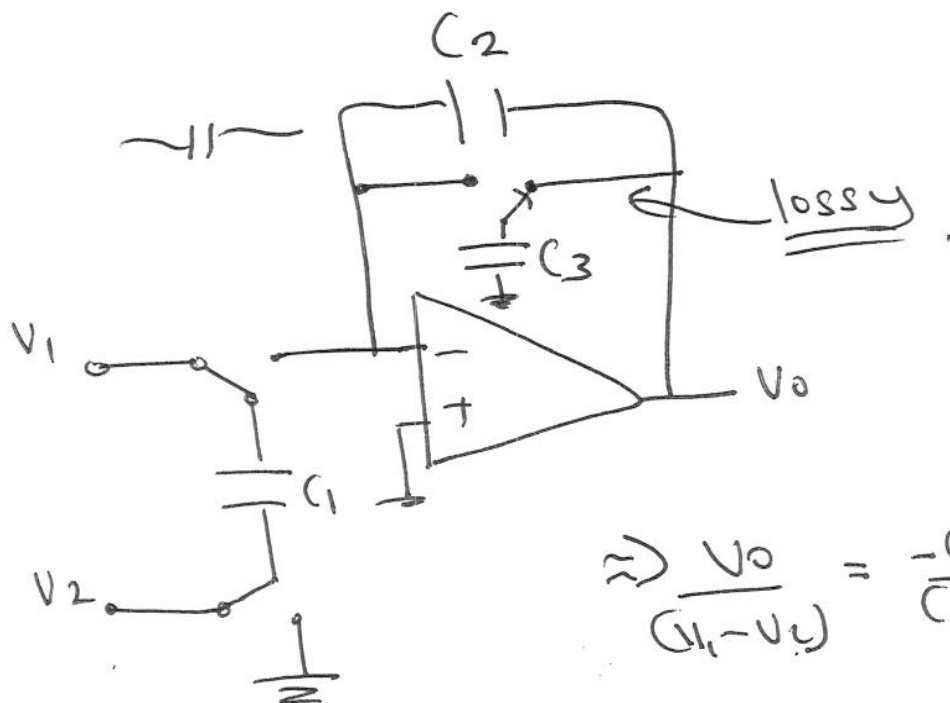 C2
lossy
C3
V1
-
+
V0
C1
V2
⇒ V0 / (V1-V2) = -C